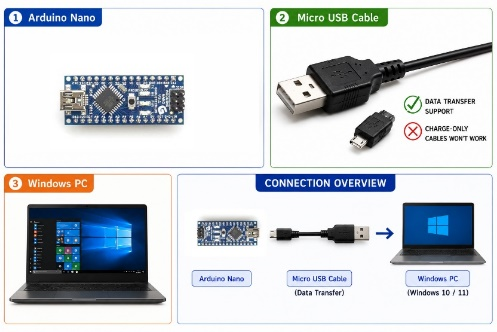 1 Arduino Nano
2 Micro USB Cable
DATA TRANSFER
SUPPORT
CHARGE-ONLY
CABLES WON'T WORK
3 Windows PC
CONNECTION OVERVIEW
Arduino Nano
Micro USB Cable
(Data Transfer)
Windows PC
(Windows 10 / 11)